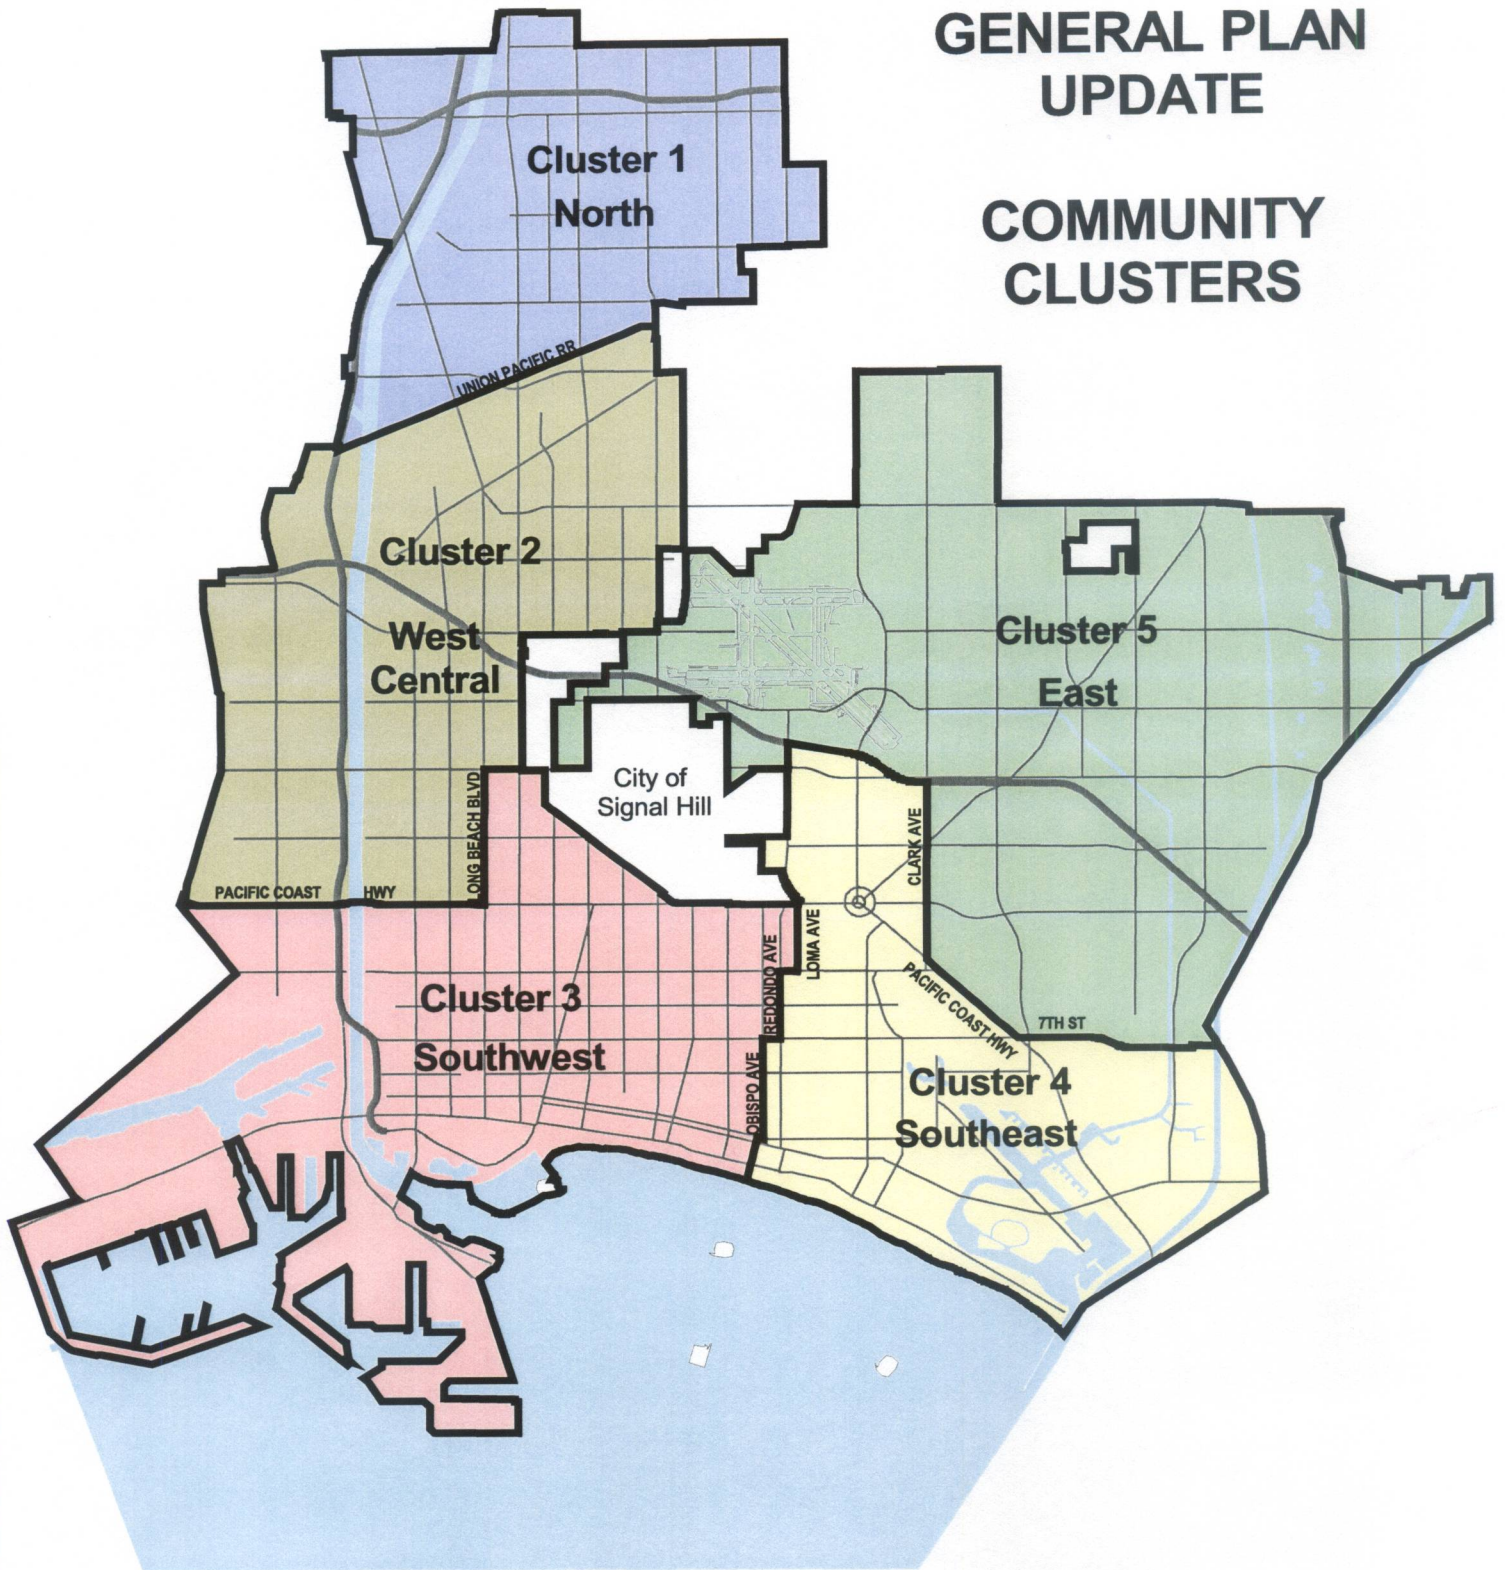 GENERAL PLAN
UPDATE
COMMUNITY
CLUSTERS
Cluster 1
North
UNION PACIFIC RR
Cluster 2
West
Central
Cluster 5
East
City of
Signal Hill
LONG BEACH BLVD
CLARK AVE
PACIFIC COAST HWY
LOMA AVE
REDONDO AVE
PACIFIC COAST HWY
Cluster 3
Southwest
7TH ST
OBISPO AVE
Cluster 4
Southeast